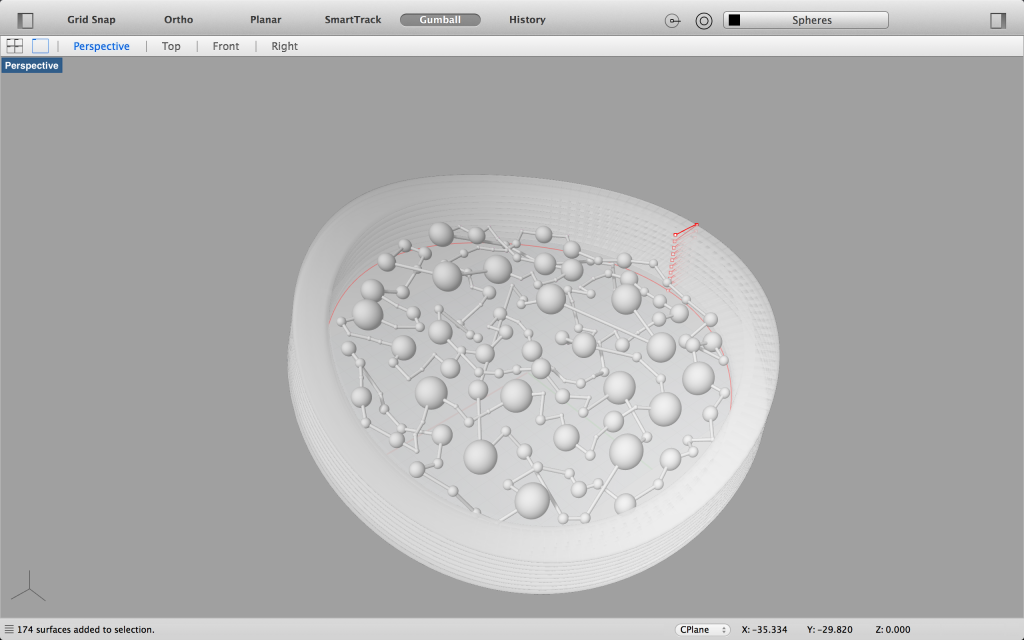 Grid Snap Ortho Planar SmartTrack Gumball History Spheres
Perspective Top Front Right
Perspective
174 surfaces added to selection. CPlane X: -35.334 Y: -29.820 Z: 0.000